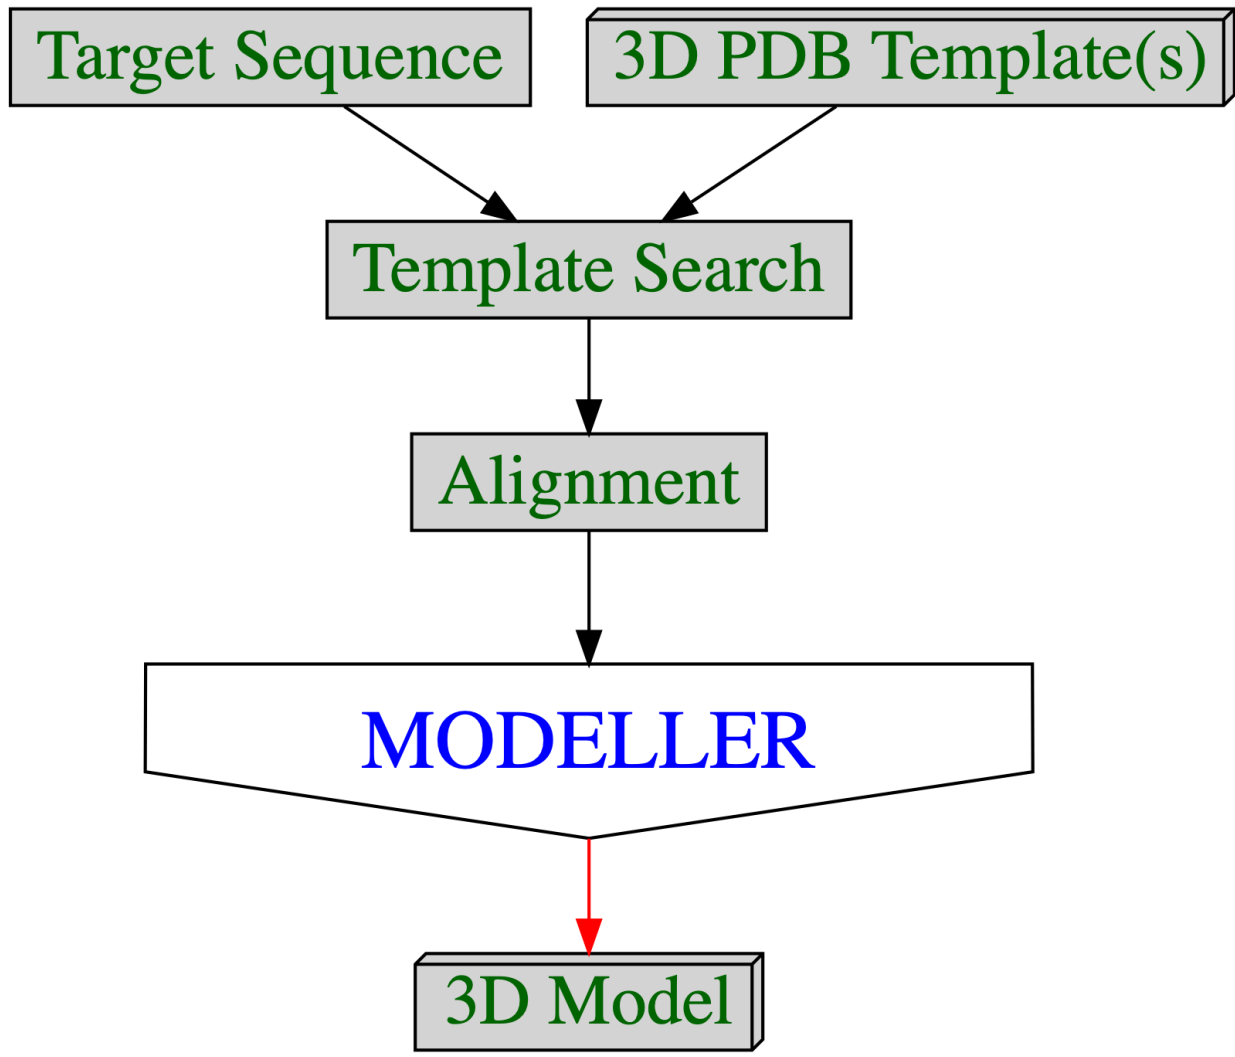 Target Sequence
3D PDB Template(s)
Template Search
Alignment
MODELLER
3D Model